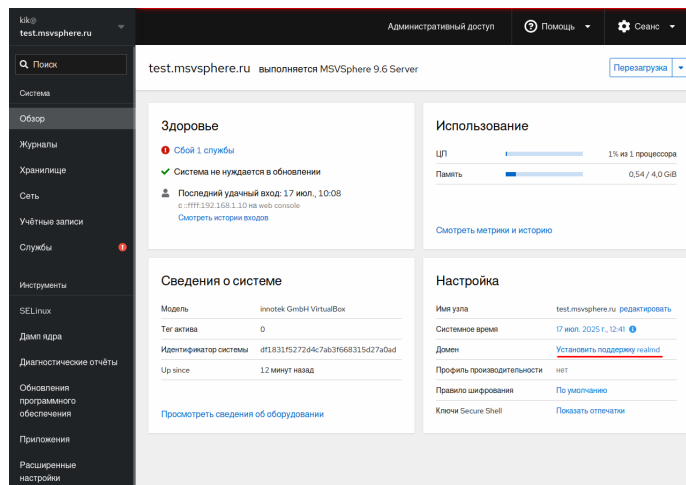 kik@
test.msvsphere.ru
Административный доступ
Помощь
Сеанс
Поиск
Система
Обзор
Журналы
Хранилище
Сеть
Учётные записи
Службы
Инструменты
SELinux
Дамп ядра
Диагностические отчёты
Обновления
программного
обеспечения
Приложения
Расширенные
настройки
test.msvsphere.ru выполняется MSVSphere 9.6 Server
Перезагрузка
Здоровье
Сбой 1 службы
Система не нуждается в обновлении
Последний удачный вход: 17 июл., 10:08
с ::ffff:192.168.1.10 на web console
Смотреть истории входов
Использование
ЦП 1% из 1 процессора
Память 0,54 / 4,0 GiB
Смотреть метрики и историю
Сведения о системе
Модель innotek GmbH VirtualBox
Тег актива 0
Идентификатор системы df1831f5272d4c7ab3f668315d27a0ad
Up since 12 минут назад
Просмотреть сведения об оборудовании
Настройка
Имя узла test.msvsphere.ru редактировать
Системное время 17 июл. 2025 г., 12:41
Домен Установить поддержку realmd
Профиль производительности нет
Правило шифрования По умолчанию
Ключи Secure Shell Показать отпечатки